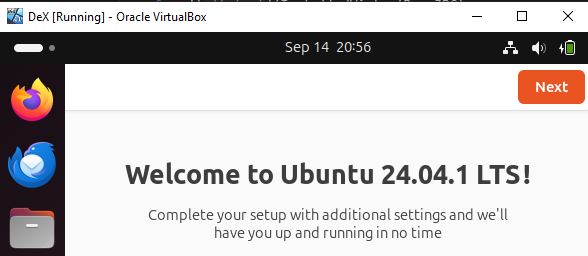 DeX [Running] - Oracle VirtualBox
Sep 14 20:56
Next
Welcome to Ubuntu 24.04.1 LTS!
Complete your setup with additional settings and we'll
have you up and running in no time